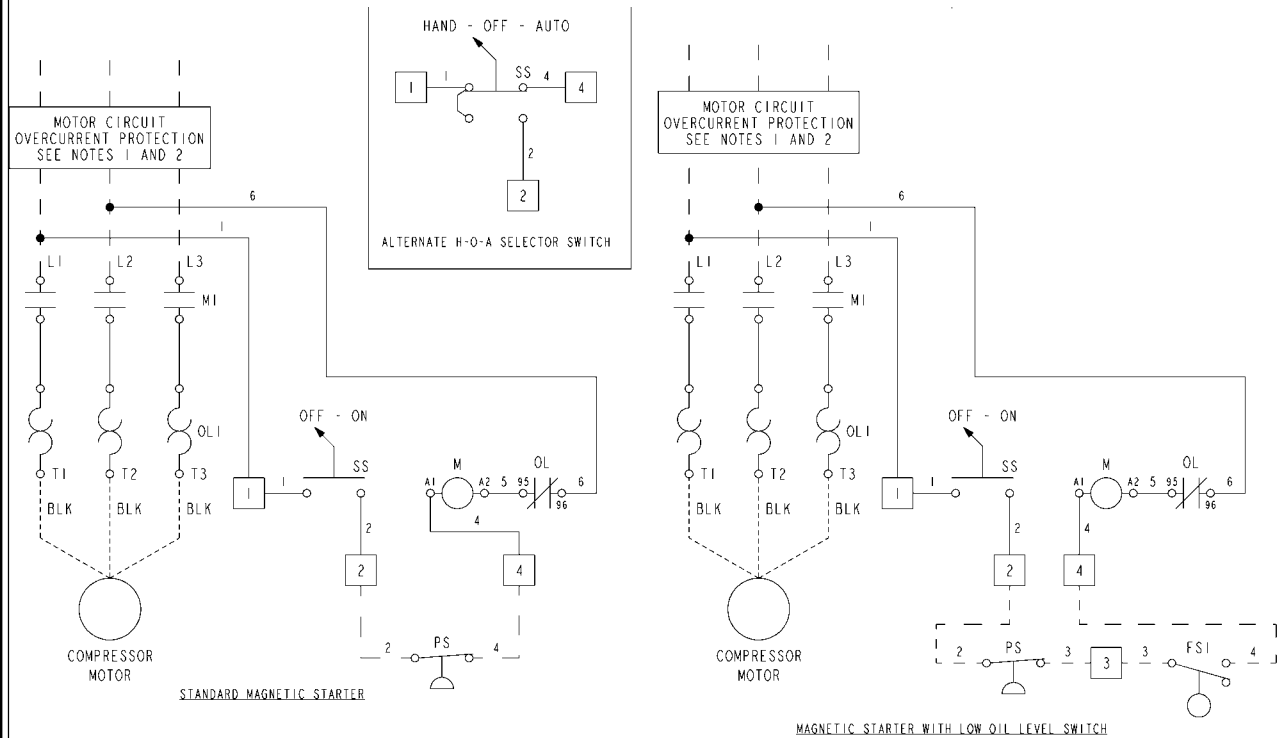 HAND - OFF - AUTO
1
1
SS
4
4
2
2
ALTERNATE H-O-A SELECTOR SWITCH
MOTOR CIRCUIT
OVERCURRENT PROTECTION
SEE NOTES 1 AND 2
6
1
L1
L2
L3
M1
OL1
T1
T2
T3
BLK
BLK
BLK
COMPRESSOR
MOTOR
OFF - ON
SS
1
1
2
2
A1
M
A2
5
95
OL
96
6
4
4
2
PS
4
STANDARD MAGNETIC STARTER
MOTOR CIRCUIT
OVERCURRENT PROTECTION
SEE NOTES 1 AND 2
6
1
L1
L2
L3
M1
OL1
T1
T2
T3
BLK
BLK
BLK
COMPRESSOR
MOTOR
OFF - ON
SS
1
1
2
2
A1
M
A2
5
95
OL
96
6
4
4
2
PS
3
3
3
FS1
4
MAGNETIC STARTER WITH LOW OIL LEVEL SWITCH